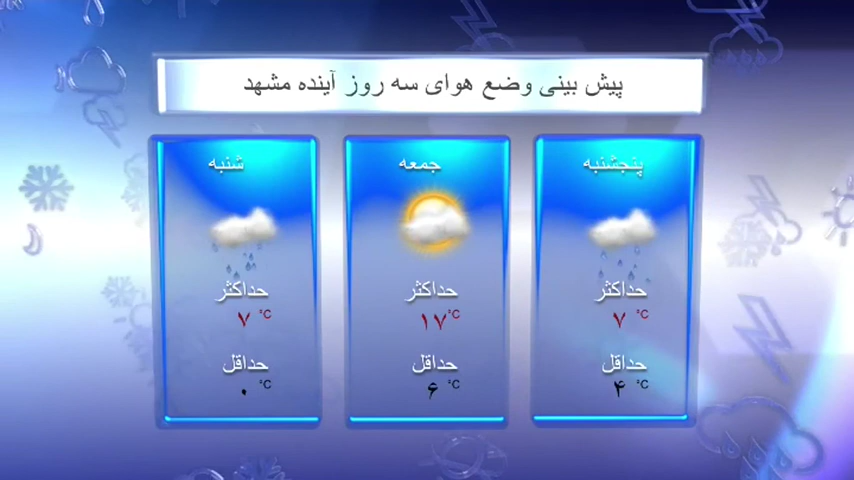 پیش بینی وضع هوای سه روز آینده مشهد
پنجشنبه
حداکثر
۷ °C
حداقل
۴ °C
جمعه
حداکثر
۱۷ °C
حداقل
۶ °C
شنبه
حداکثر
۷ °C
حداقل
۰ °C